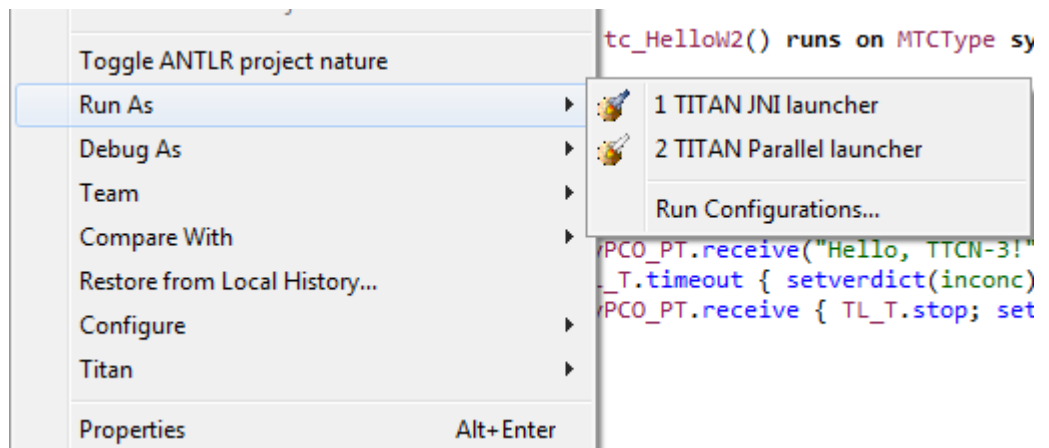 tc_HelloW2() runs on MTCType sy
Toggle ANTLR project nature
Run As
1 TITAN JNI launcher
Debug As
2 TITAN Parallel launcher
Team
Run Configurations...
Compare With
PCO_PT.receive("Hello, TTCN-3!"
Restore from Local History...
_T.timeout { setverdict(inconc)
Configure
PCO_PT.receive { TL_T.stop; set
Titan
Properties Alt+Enter